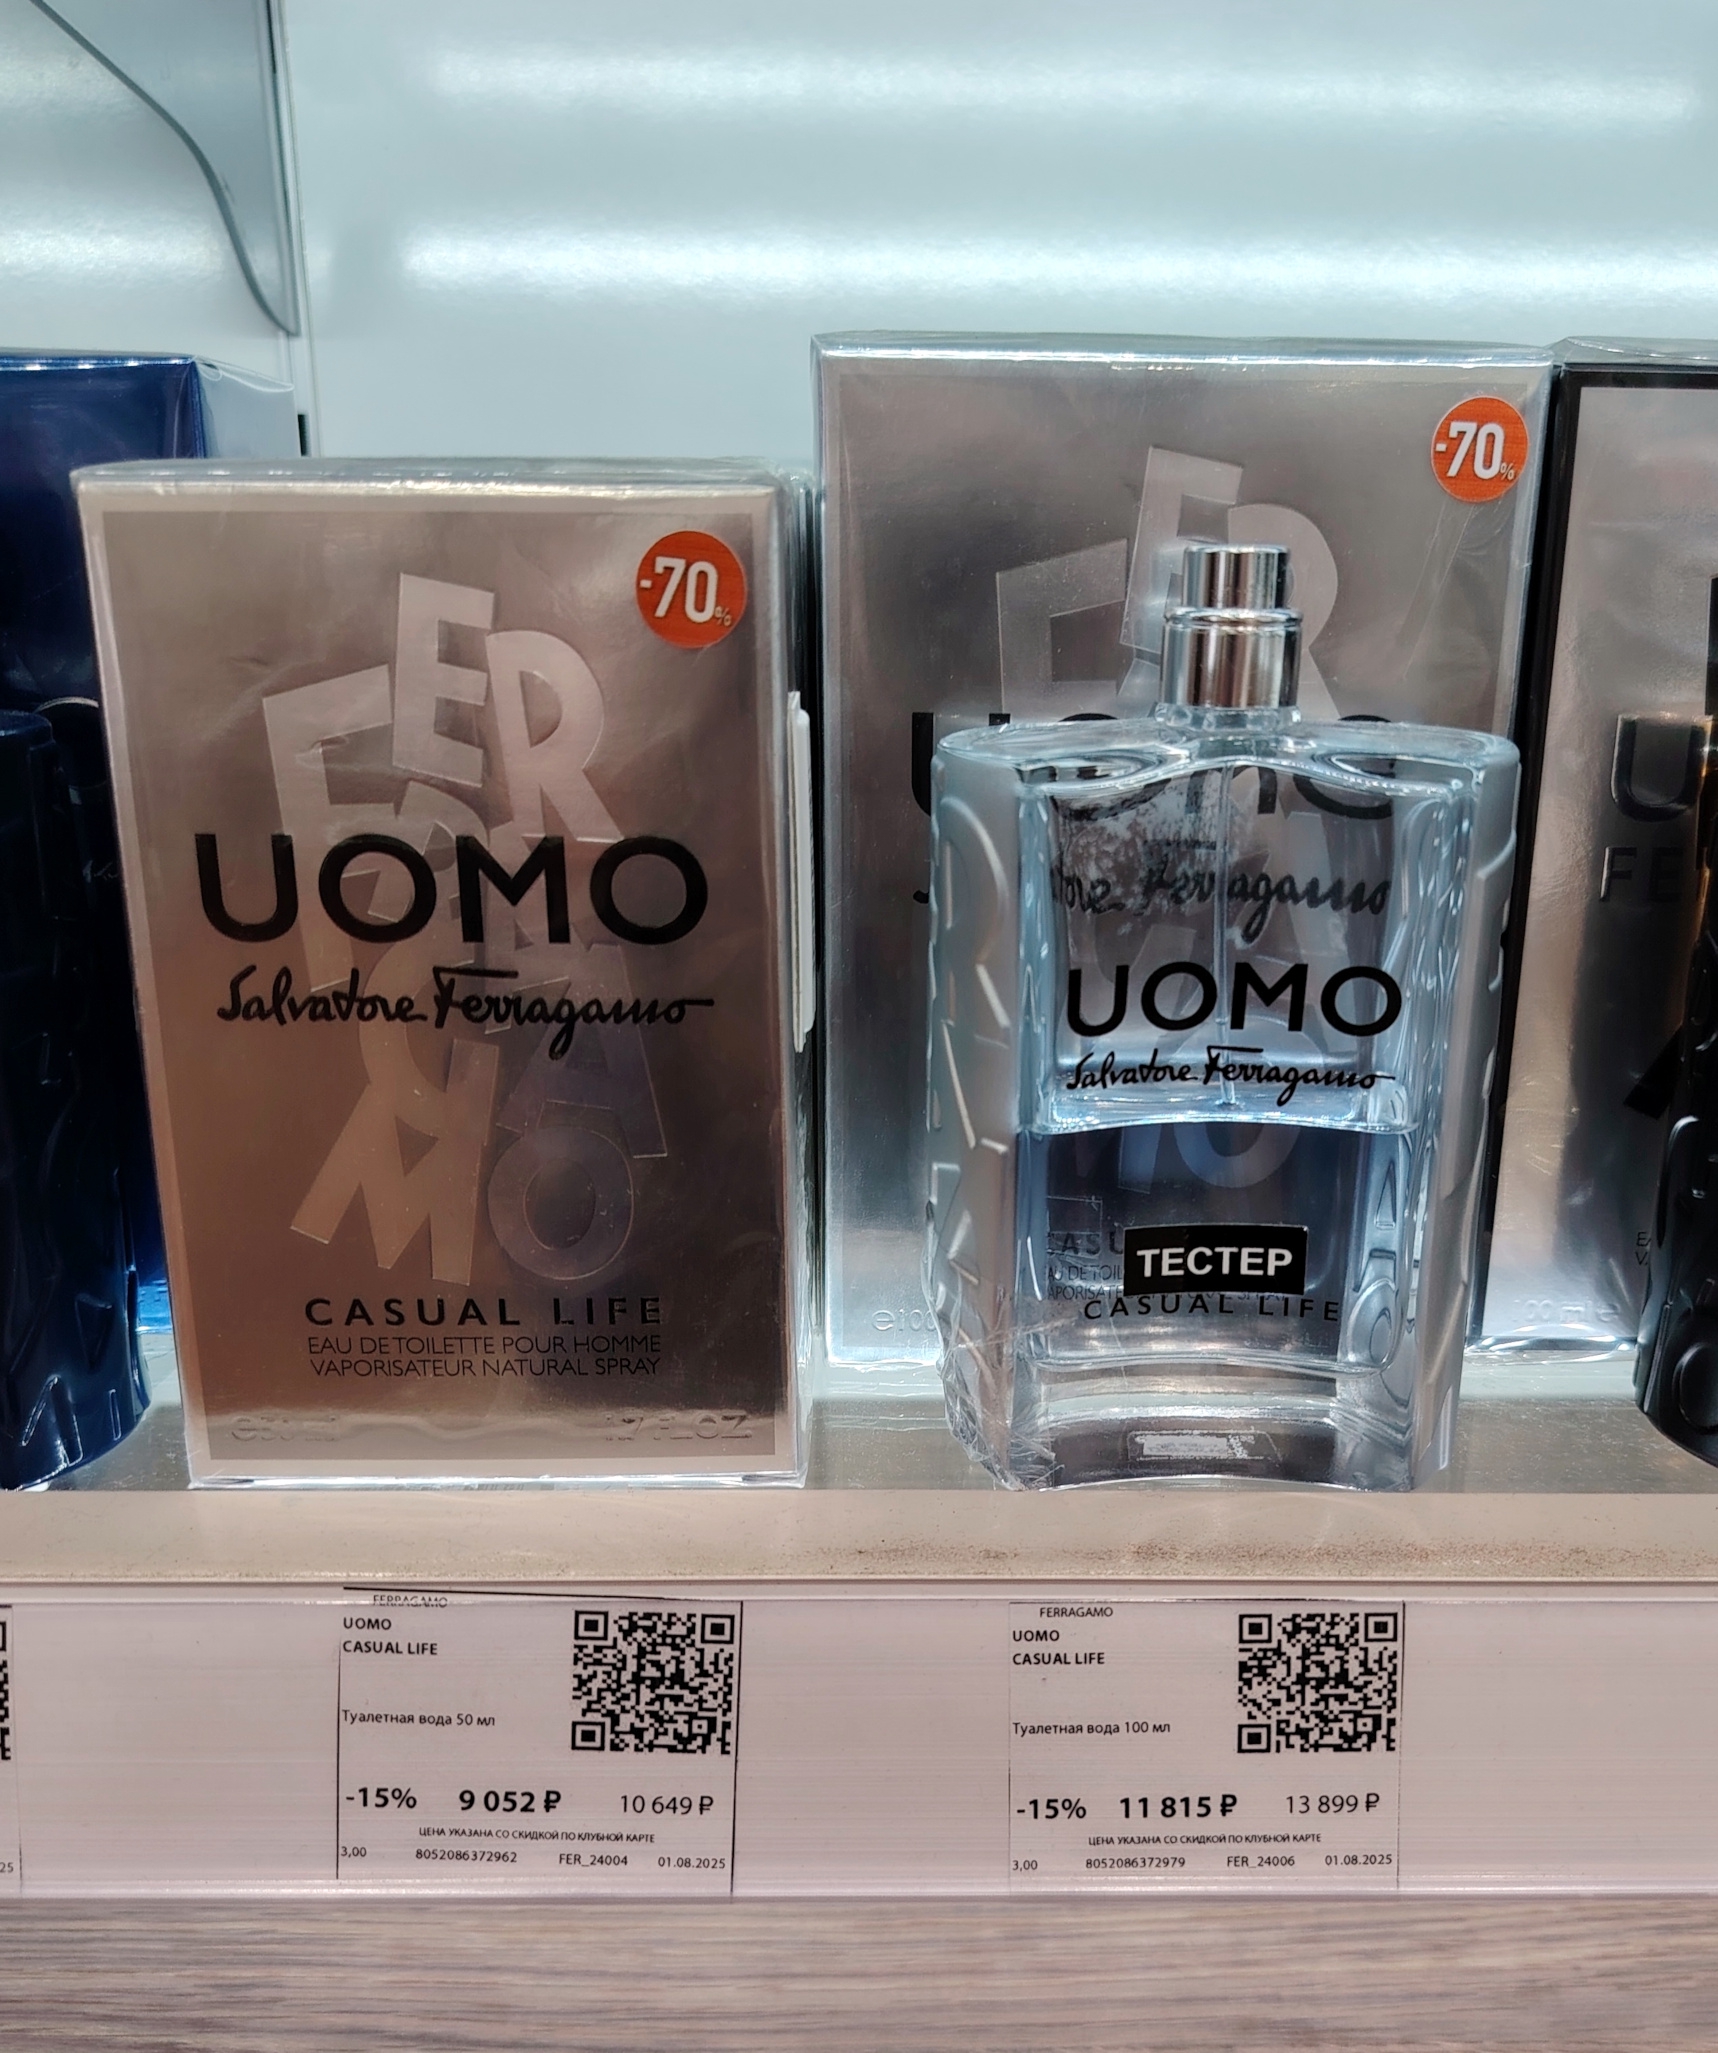 -70%
FERRAGAMO
UOMO
Salvatore Ferragamo
CASUAL LIFE
EAU DE TOILETTE POUR HOMME
VAPORISATEUR NATURAL SPRAY
1.7 FL.OZ
-70%
UOMO
Salvatore Ferragamo
ТЕСТЕР
CASUAL LIFE
FERRAGAMO
UOMO
CASUAL LIFE
Туалетная вода 50 мл
-15% 9 052 ₽ 10 649 ₽
ЦЕНА УКАЗАНА СО СКИДКОЙ ПО КЛУБНОЙ КАРТЕ
3,00 8052086372962 FER_24004 01.08.2025
FERRAGAMO
UOMO
CASUAL LIFE
Туалетная вода 100 мл
-15% 11 815 ₽ 13 899 ₽
ЦЕНА УКАЗАНА СО СКИДКОЙ ПО КЛУБНОЙ КАРТЕ
3,00 8052086372979 FER_24006 01.08.2025